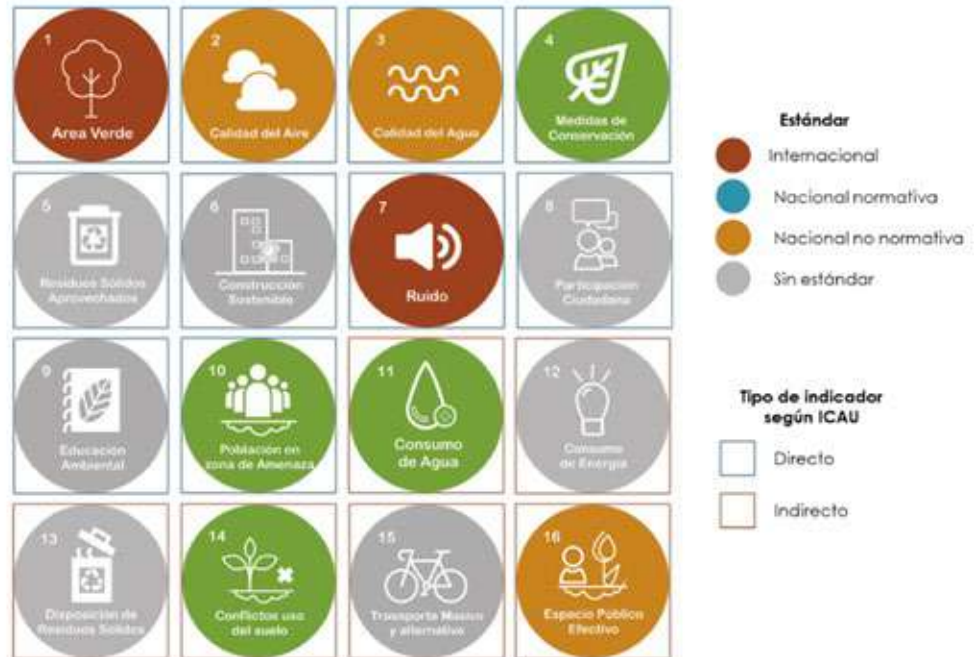 1
Area Verde
2
Calidad del Aire
3
Calidad del Agua
4
Medidas de
Conservación
5
Residuos Sólidos
Aprovechados
6
Construcción
Sostenible
7
Ruido
8
Participación
Ciudadana
9
Educación
Ambiental
10
Población en
zona de Amenaza
11
Consumo
de Agua
12
Consumo
de Energía
13
Disposición de
Residuos Sólidos
14
Conflictos uso
del suelo
15
Transporte Masivo
y alternativo
16
Espacio Público
Efectivo
Estándar
Internacional
Nacional normativa
Nacional no normativa
Sin estándar
Tipo de indicador
según ICAU
Directo
Indirecto